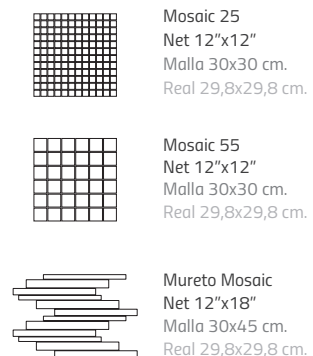 Mosaic 25
Net 12"x12"
Malla 30x30 cm.
Real 29,8x29,8 cm.
Mosaic 55
Net 12"x12"
Malla 30x30 cm.
Real 29,8x29,8 cm.
Mureto Mosaic
Net 12"x18"
Malla 30x45 cm.
Real 29,8x29,8 cm.